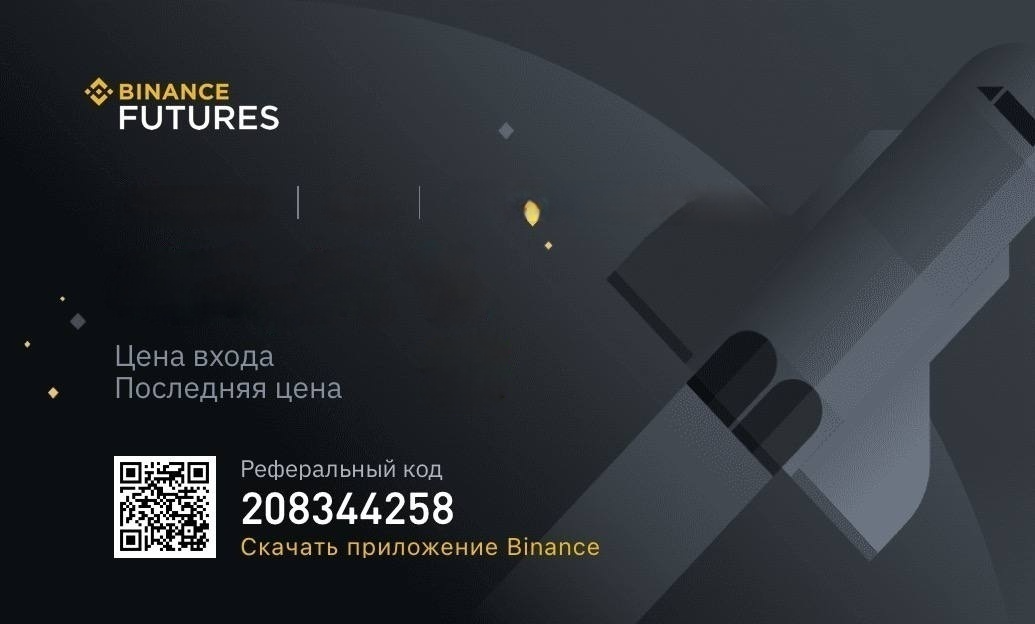 BINANCE
FUTURES
Цена входа
Последняя цена
Реферальный код
208344258
Скачать приложение Binance